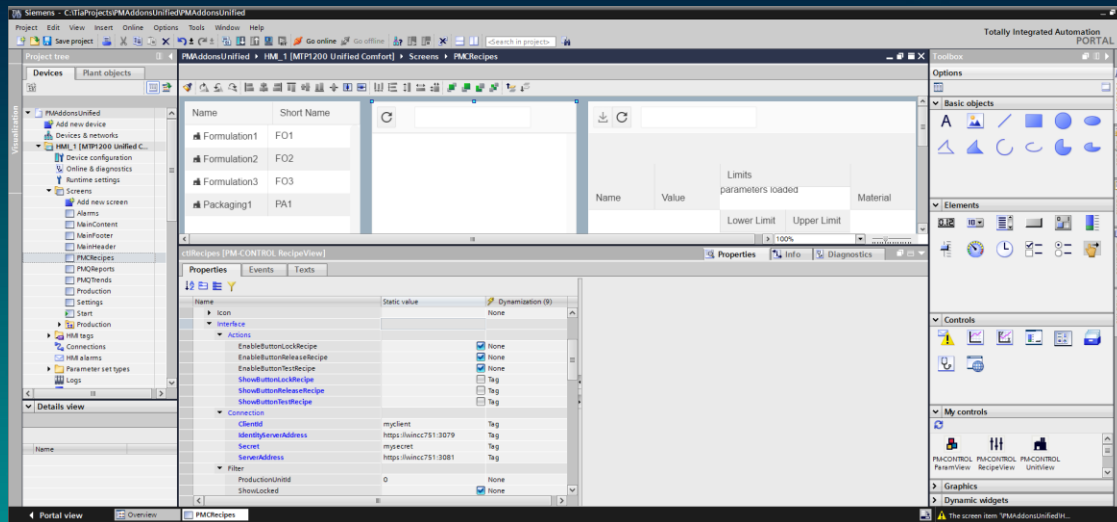 Siemens - C:\TiaProjects\PMAddonsUnified\PMAddonsUnified
Project Edit View Insert Online Options Tools Window Help
Totally Integrated Automation
PORTAL
Save project Go online Go offline <Search in project>
Project tree
PMAddonsUnified HMI_1 [MTP1200 Unified Comfort] Screens PMCRecipes
Toolbox
Devices Plant objects
Options
Visualization
PMAddonsUnified
Add new device
Devices & networks
HMI_1 [MTP1200 Unified C...
Device configuration
Online & diagnostics
Runtime settings
Screens
Add new screen
Alarms
MainContent
MainFooter
MainHeader
PMCRecipes
PMQReports
PMQTrends
Production
Settings
Start
Production
HMI tags
Connections
HMI alarms
Parameter set types
Logs
Details view
Name
Name Short Name
Formulation1 FO1
Formulation2 FO2
Formulation3 FO3
Packaging1 PA1
Limits
parameters loaded
Name Value Material
Lower Limit Upper Limit
100%
ctlRecipes [PM-CONTROL RecipeView]
Properties Info Diagnostics
Properties Events Texts
Name Static value Dynamization (9)
Icon None
Interface
Actions
EnableButtonLockRecipe None
EnableButtonReleaseRecipe None
EnableButtonTestRecipe None
ShowButtonLockRecipe Tag
ShowButtonReleaseRecipe Tag
ShowButtonTestRecipe Tag
Connection
ClientId myclient Tag
IdentityServerAddress https://wincc751:3079 Tag
Secret mysecret Tag
ServerAddress https://wincc751:3081 Tag
Filter
ProductionUnitId 0 None
ShowLocked None
Basic objects
Elements
Controls
My controls
PM-CONTROL PM-CONTROL PM-CONTROL
ParamView RecipeView UnitView
Graphics
Dynamic widgets
Portal view Overview PMCRecipes
The screen item "PMAddonsUnified\H...